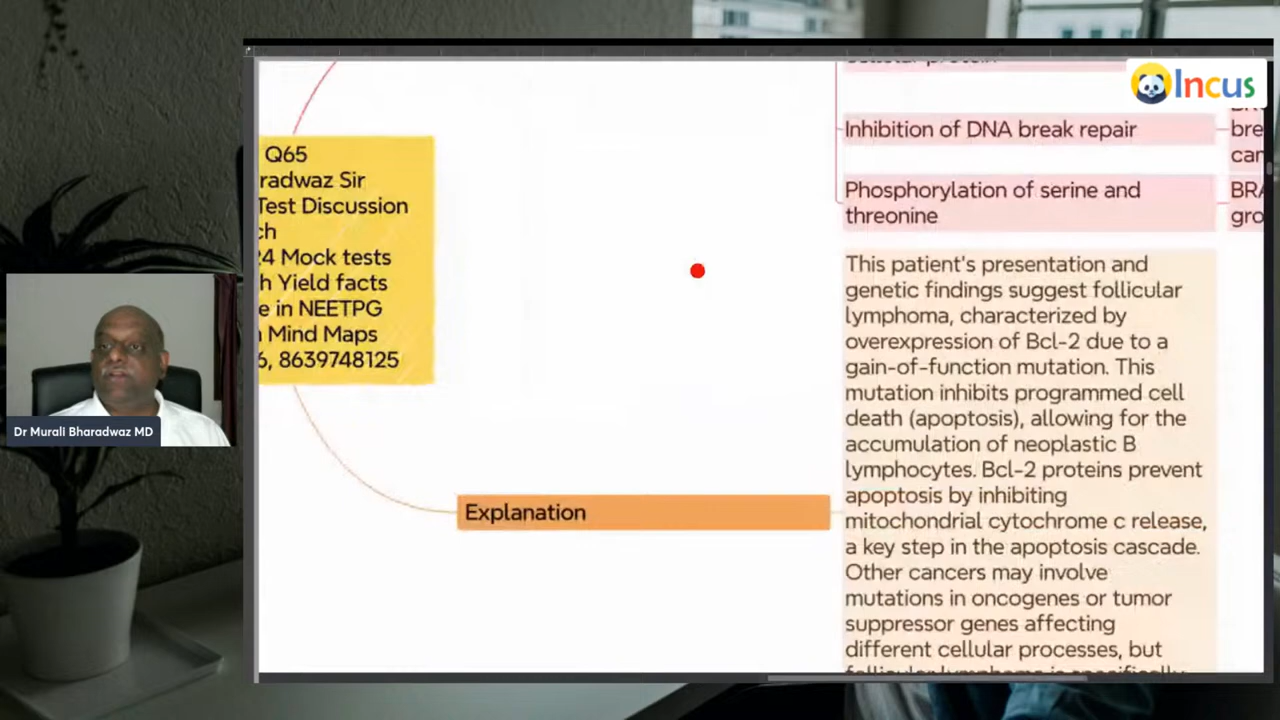 Incus
Inhibition of DNA break repair
Phosphorylation of serine and
threonine
Q65
radwaz Sir
Test Discussion
ch
24 Mock tests
h Yield facts
e in NEETPG
n Mind Maps
6, 8639748125
This patient's presentation and
genetic findings suggest follicular
lymphoma, characterized by
overexpression of Bcl-2 due to a
gain-of-function mutation. This
mutation inhibits programmed cell
death (apoptosis), allowing for the
accumulation of neoplastic B
lymphocytes. Bcl-2 proteins prevent
apoptosis by inhibiting
mitochondrial cytochrome c release,
a key step in the apoptosis cascade.
Other cancers may involve
mutations in oncogenes or tumor
suppressor genes affecting
different cellular processes, but
Explanation
Dr Murali Bharadwaz MD